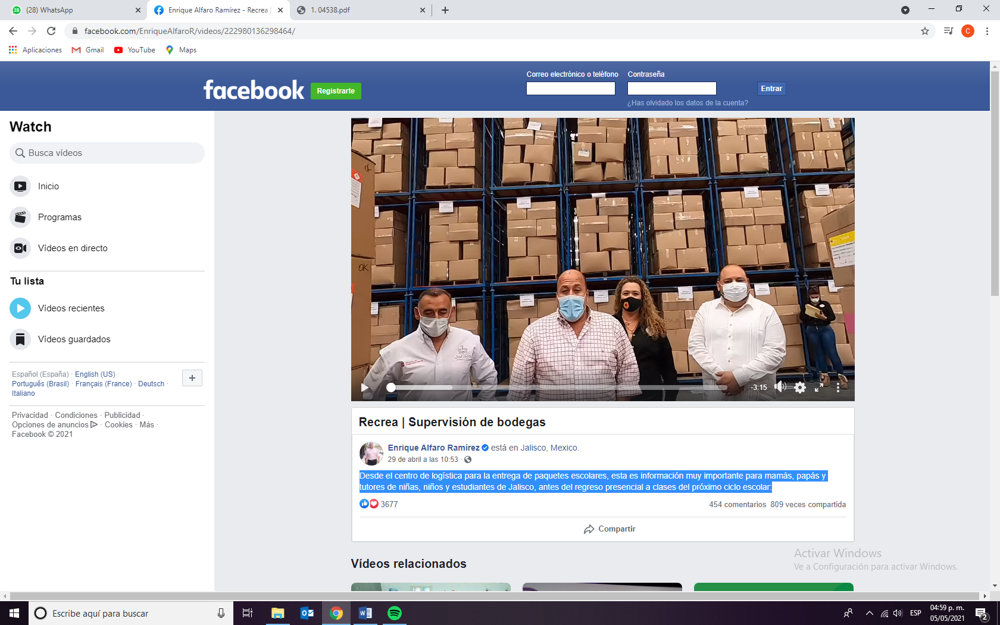 (28) WhatsApp
Enrique Alfaro Ramírez - Recrea |
1. 04538.pdf
facebook.com/EnriqueAlfaroR/videos/222980136298464/
C
Aplicaciones
Gmail
YouTube
Maps
facebook
Registrarte
Correo electrónico o teléfono
Contraseña
Entrar
¿Has olvidado los datos de la cuenta?
Watch
Busca vídeos
Inicio
Programas
Vídeos en directo
Tu lista
Vídeos recientes
Vídeos guardados
Español (España) · English (US) ·
Português (Brasil) · Français (France) · Deutsch ·
Italiano
Privacidad · Condiciones · Publicidad ·
Opciones de anuncios · Cookies · Más ·
Facebook © 2021
OK
Jalisco
-3:15
Recrea | Supervisión de bodegas
Enrique Alfaro Ramírez está en Jalisco, Mexico.
29 de abril a las 10:53 ·
Desde el centro de logística para la entrega de paquetes escolares, esta es información muy importante para mamás, papás y
tutores de niñas, niños y estudiantes de Jalisco, antes del regreso presencial a clases del próximo ciclo escolar:
3677
454 comentarios 809 veces compartida
Compartir
Vídeos relacionados
Activar Windows
Ve a Configuración para activar Windows.
Escribe aquí para buscar
ESP
04:59 p. m.
05/05/2021
2